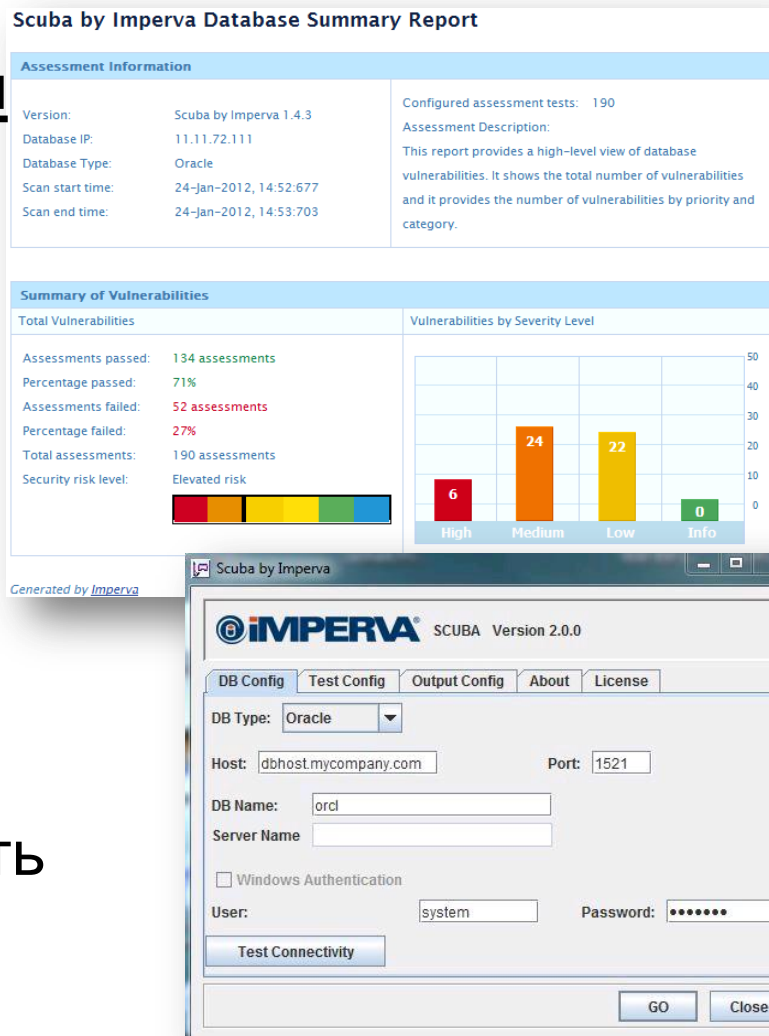 Scuba by Imperva Database Summary Report
Assessment Information
Version: Scuba by Imperva 1.4.3
Database IP: 11.11.72.111
Database Type: Oracle
Scan start time: 24-Jan-2012, 14:52:677
Scan end time: 24-Jan-2012, 14:53:703
Configured assessment tests: 190
Assessment Description:
This report provides a high-level view of database
vulnerabilities. It shows the total number of vulnerabilities
and it provides the number of vulnerabilities by priority and
category.
Summary of Vulnerabilities
Total Vulnerabilities
Assessments passed: 134 assessments
Percentage passed: 71%
Assessments failed: 52 assessments
Percentage failed: 27%
Total assessments: 190 assessments
Security risk level: Elevated risk
Vulnerabilities by Severity Level
50
40
30
20
10
0
6
24
22
0
High Medium Low Info
Generated by Imperva
Scuba by Imperva
iMPERVA SCUBA Version 2.0.0
DB Config Test Config Output Config About License
DB Type: Oracle
Host: dbhost.mycompany.com Port: 1521
DB Name: orcl
Server Name
Windows Authentication
User: system Password: •••••••
Test Connectivity
GO Close
ть